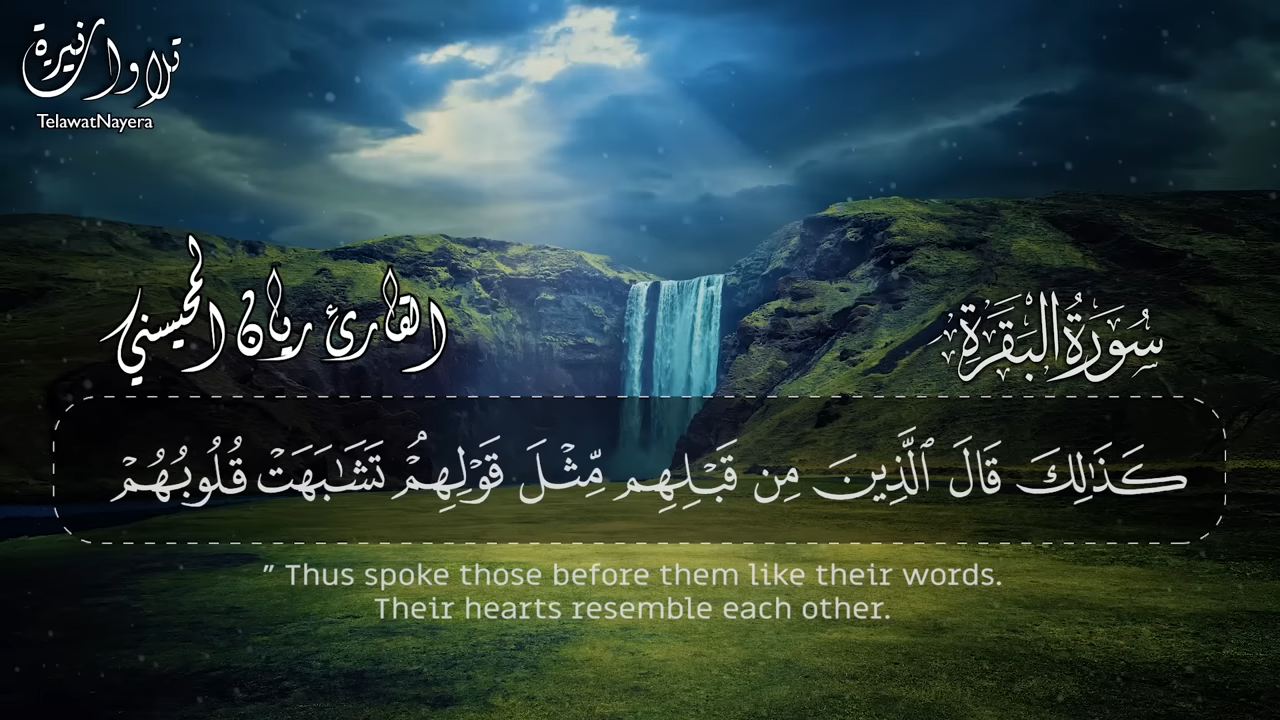 تلاوات نيرة
TelawatNayera
سُورَةُ البَقَرَةِ
القارئ ريان المحيسني
كَذَٰلِكَ قَالَ ٱلَّذِينَ مِن قَبْلِهِم مِّثْلَ قَوْلِهِمْ تَشَٰبَهَتْ قُلُوبُهُمْ
" Thus spoke those before them like their words.
Their hearts resemble each other.